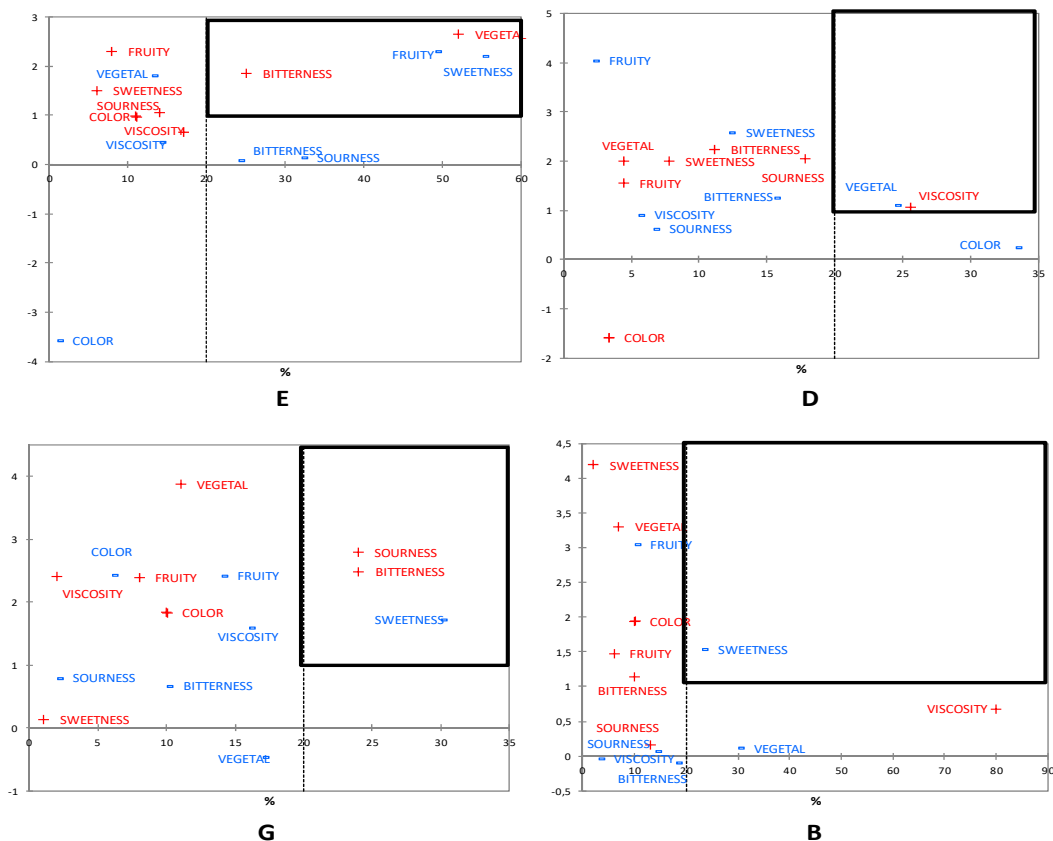 3
2
1
0
-1
-2
-3
-4
0 10 20 30 40 50 60
FRUITY
VEGETAL
SWEETNESS
SOURNESS
COLOR
VISCOSITY
VISCOSITY
BITTERNESS
VEGETAL
FRUITY
SWEETNESS
BITTERNESS
SOURNESS
COLOR
%
E
5
4
3
2
1
0
-1
-2
0 5 10 15 20 25 30 35
FRUITY
SWEETNESS
VEGETAL
BITTERNESS
SWEETNESS
SOURNESS
FRUITY
BITTERNESS
VEGETAL
VISCOSITY
VISCOSITY
SOURNESS
COLOR
COLOR
%
D
4
3
2
1
0
-1
0 5 10 15 20 25 30 35
VEGETAL
COLOR
SOURNESS
BITTERNESS
VISCOSITY
FRUITY
FRUITY
COLOR
SWEETNESS
VISCOSITY
SOURNESS
BITTERNESS
SWEETNESS
VEGETAL
%
G
4,5
4
3,5
3
2,5
2
1,5
1
0,5
0
-0,5
0 10 20 30 40 50 60 70 80 90
SWEETNESS
VEGETAL
FRUITY
COLOR
FRUITY
SWEETNESS
BITTERNESS
VISCOSITY
SOURNESS
SOURNESS
VEGETAL
VISCOSITY
BITTERNESS
%
B